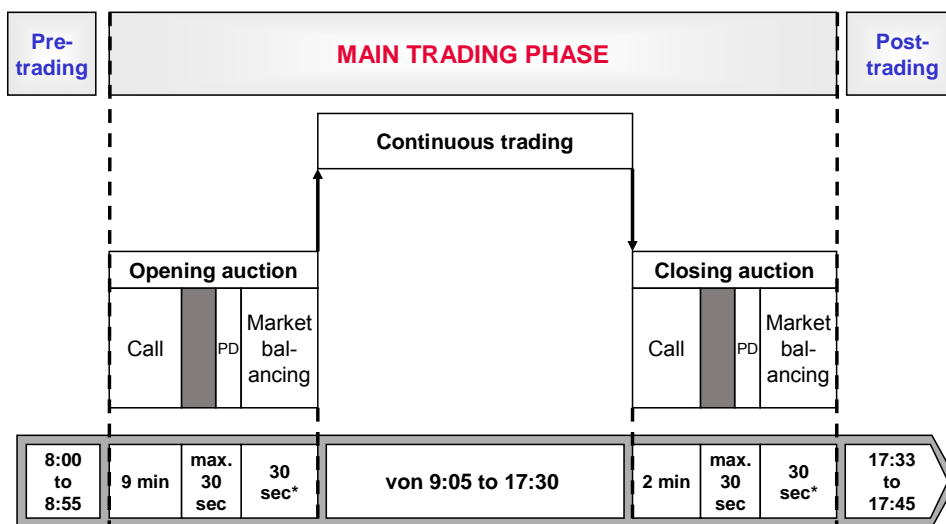 Pre-
trading
MAIN TRADING PHASE
Post-
trading
Continuous trading
Opening auction
Closing auction
Call
PD
Market
bal-
ancing
Call
PD
Market
bal-
ancing
8:00
to
8:55
9 min
max.
30
sec
30
sec*
von 9:05 to 17:30
2 min
max.
30
sec
30
sec*
17:33
to
17:45